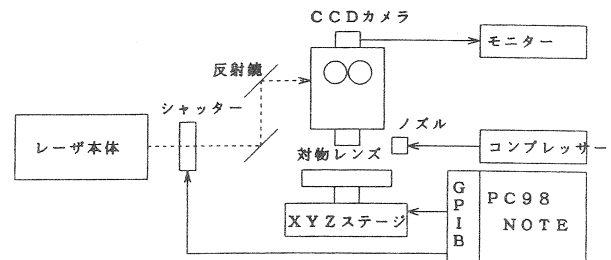 CCDカメラ
モニター
反射鏡
シャッター
ノズル
レーザ本体
対物レンズ
コンプレッサー
GPIB
PC98
NOTE
XYZステージ